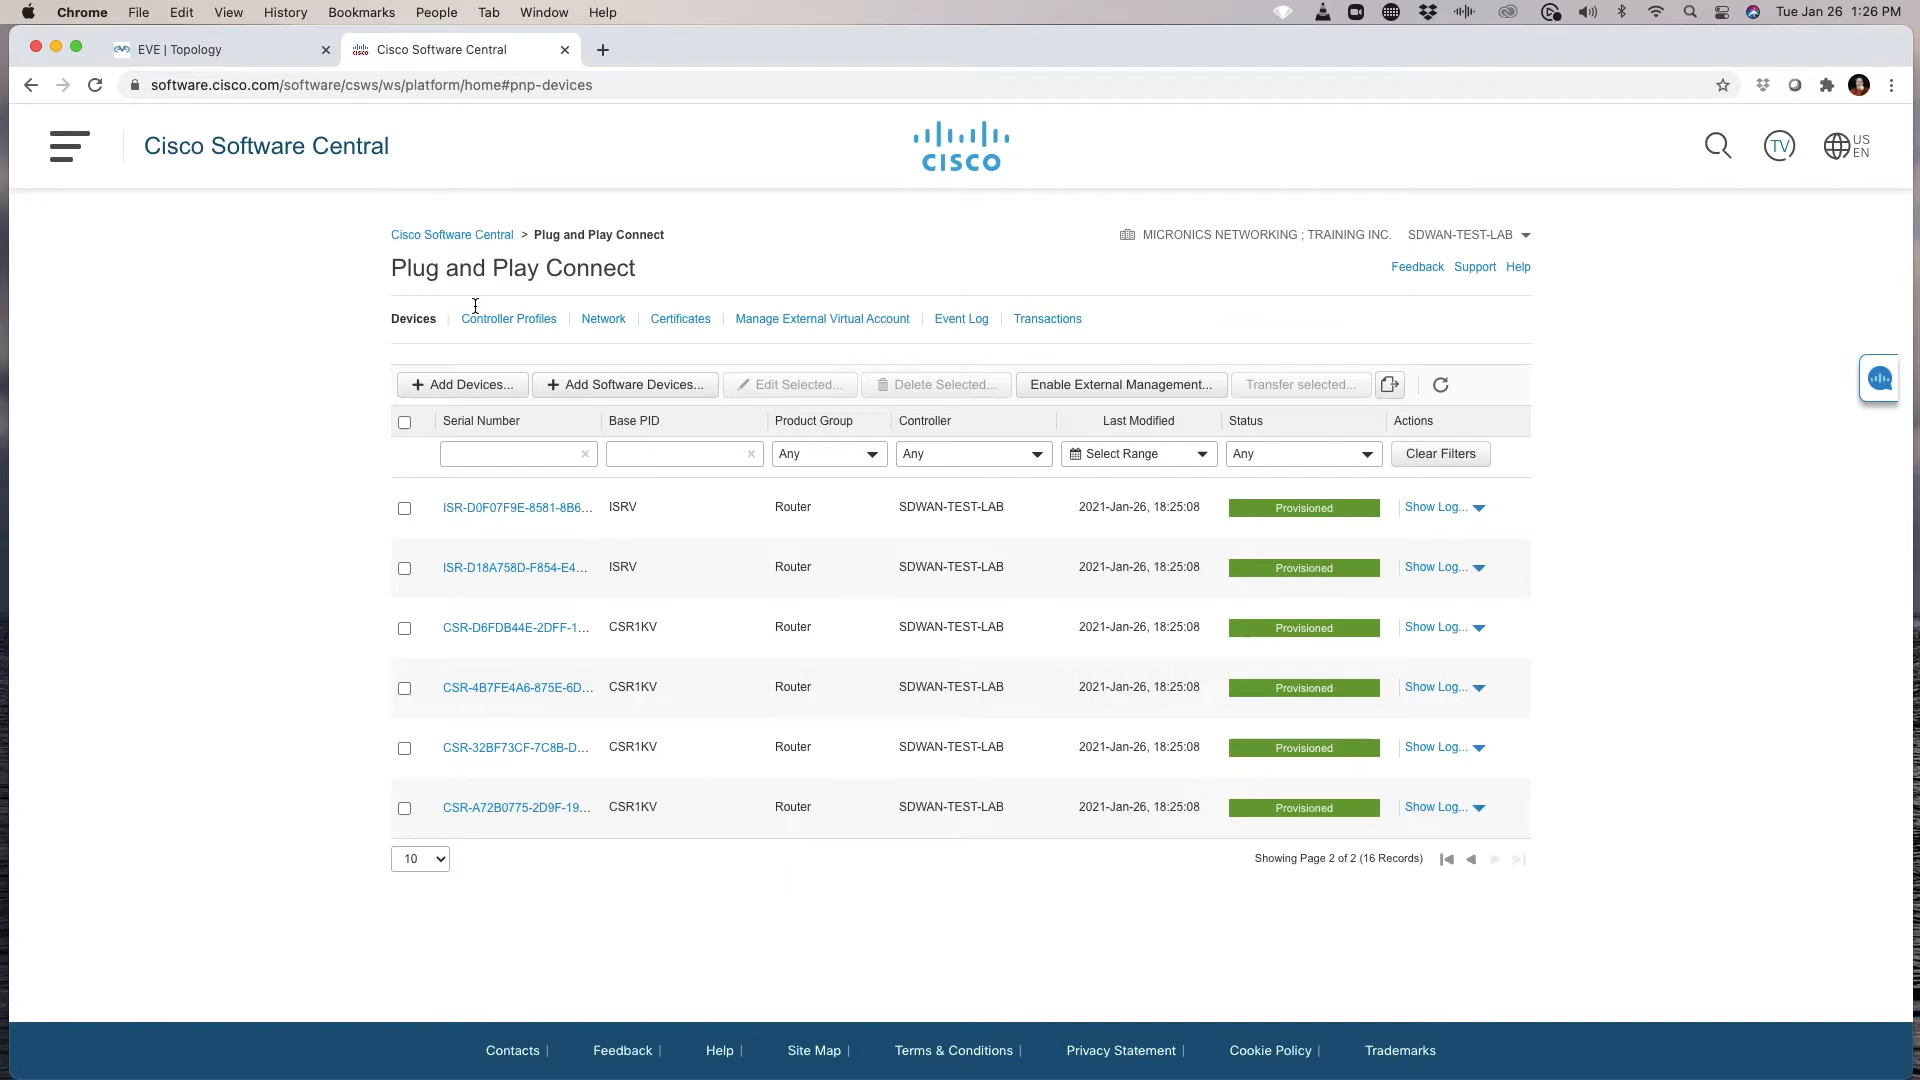 Chrome File Edit View History Bookmarks People Tab Window Help Tue Jan 26 1:26 PM
EVE | Topology
Cisco Software Central
software.cisco.com/software/csws/ws/platform/home#pnp-devices
Cisco Software Central
CISCO
TV
US
EN
Cisco Software Central > Plug and Play Connect
MICRONICS NETWORKING ; TRAINING INC. SDWAN-TEST-LAB
Plug and Play Connect
Feedback Support Help
Devices | Controller Profiles | Network | Certificates | Manage External Virtual Account | Event Log | Transactions
+ Add Devices... + Add Software Devices... Edit Selected... Delete Selected... Enable External Management... Transfer selected...
Serial Number Base PID Product Group Controller Last Modified Status Actions
Any Any Select Range Any Clear Filters
ISR-D0F07F9E-8581-8B6... ISRV Router SDWAN-TEST-LAB 2021-Jan-26, 18:25:08 Provisioned Show Log...
ISR-D18A758D-F854-E4... ISRV Router SDWAN-TEST-LAB 2021-Jan-26, 18:25:08 Provisioned Show Log...
CSR-D6FDB44E-2DFF-1... CSR1KV Router SDWAN-TEST-LAB 2021-Jan-26, 18:25:08 Provisioned Show Log...
CSR-4B7FE4A6-875E-6D... CSR1KV Router SDWAN-TEST-LAB 2021-Jan-26, 18:25:08 Provisioned Show Log...
CSR-32BF73CF-7C8B-D... CSR1KV Router SDWAN-TEST-LAB 2021-Jan-26, 18:25:08 Provisioned Show Log...
CSR-A72B0775-2D9F-19... CSR1KV Router SDWAN-TEST-LAB 2021-Jan-26, 18:25:08 Provisioned Show Log...
10 Showing Page 2 of 2 (16 Records)
Contacts | Feedback | Help | Site Map | Terms & Conditions | Privacy Statement | Cookie Policy | Trademarks